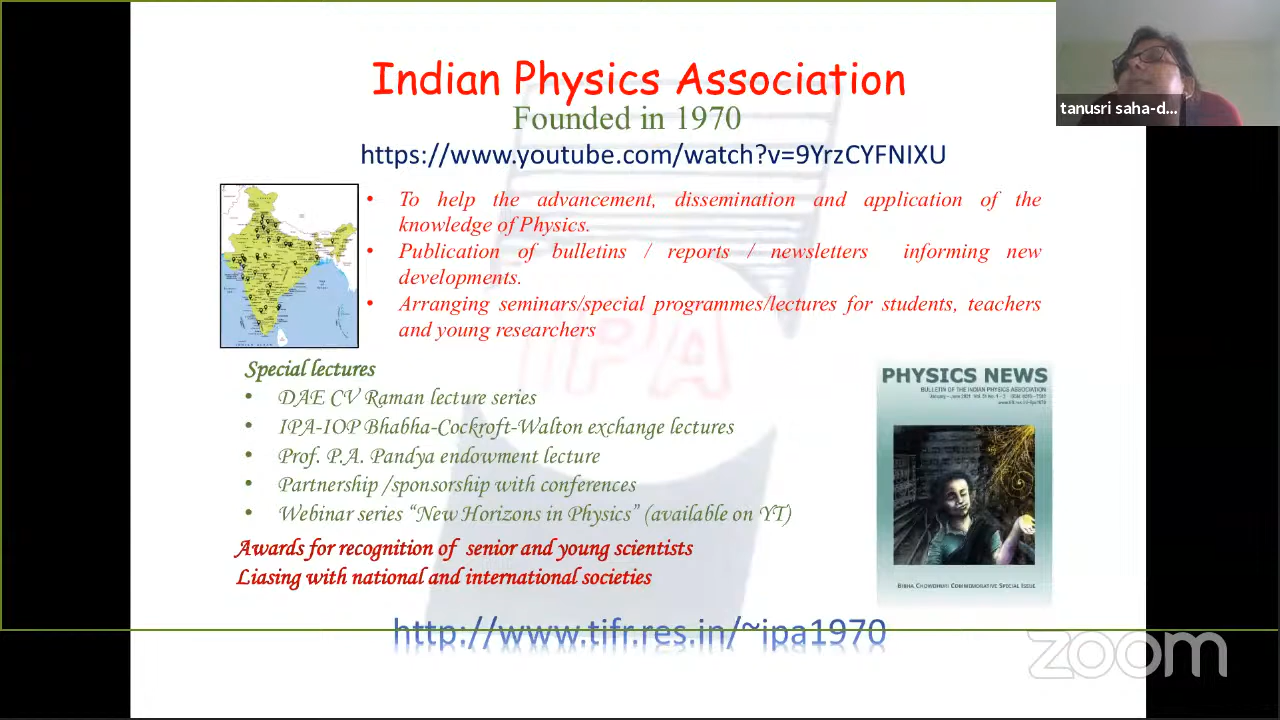 Indian Physics Association
Founded in 1970
https://www.youtube.com/watch?v=9YrzCYFNIXU
tanusri saha-d...
• To help the advancement, dissemination and application of the
knowledge of Physics.
• Publication of bulletins / reports / newsletters informing new
developments.
• Arranging seminars/special programmes/lectures for students, teachers
and young researchers
IPA
Special lectures
• DAE CV Raman lecture series
• IPA-IOP Bhabha-Cockroft-Walton exchange lectures
• Prof. P.A. Pandya endowment lecture
• Partnership /sponsorship with conferences
• Webinar series “New Horizons in Physics” (available on YT)
Awards for recognition of senior and young scientists
Liasing with national and international societies
PHYSICS NEWS
BULLETIN OF THE INDIAN PHYSICS ASSOCIATION
BIBHA CHOWDHURI COMMEMORATIVE SPECIAL ISSUE
http://www.tifr.res.in/~ipa1970
zoom